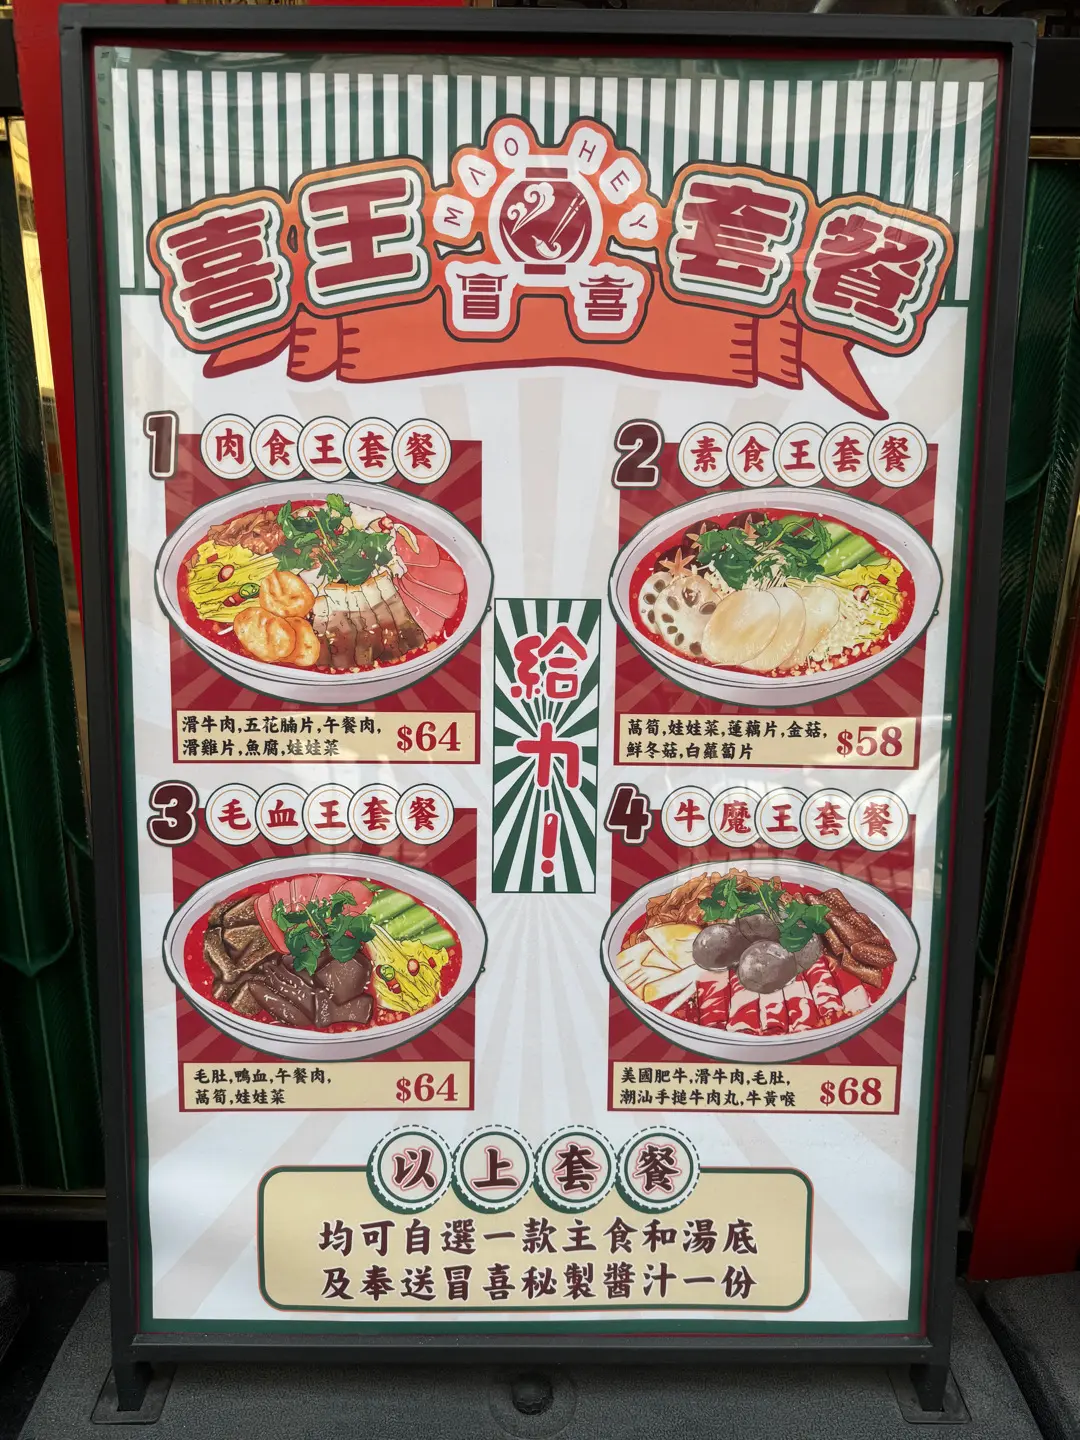 MAOHEY
喜王套餐
冒喜
1 肉食王套餐
滑牛肉,五花腩片,午餐肉,
滑雞片,魚腐,娃娃菜
$64
2 素食王套餐
萵筍,娃娃菜,蓮藕片,金菇,
鮮冬菇,白蘿蔔片
$58
給力!
3 毛血王套餐
毛肚,鴨血,午餐肉,
萵筍,娃娃菜
$64
4 牛魔王套餐
美國肥牛,滑牛肉,毛肚,
潮汕手搥牛肉丸,牛黃喉
$68
以上套餐
均可自選一款主食和湯底
及奉送冒喜秘製醬汁一份